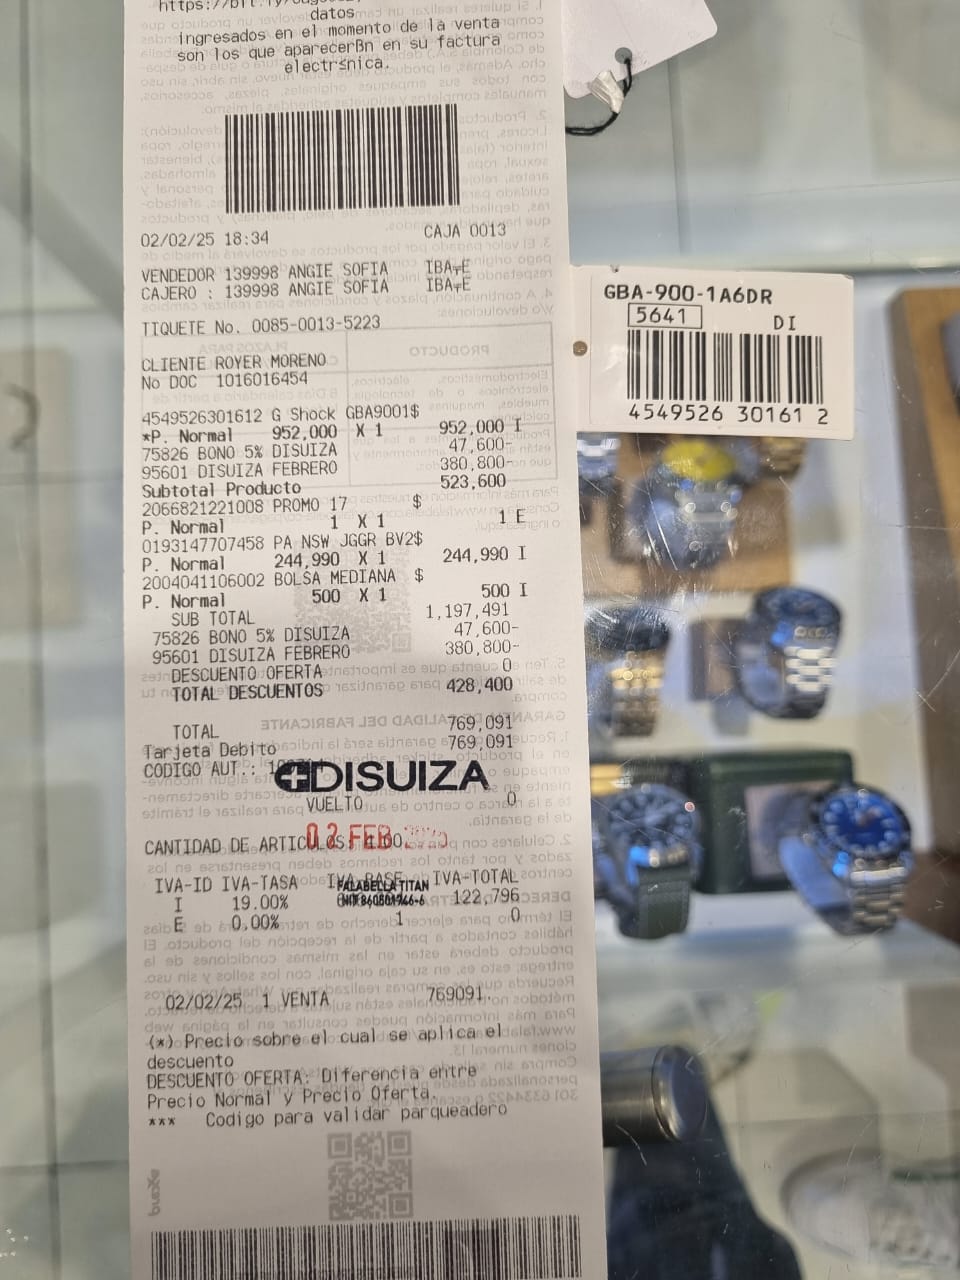 datos
ingresados en el momento de la venta
son los que aparecerBn en su factura
electrśnica.
02/02/25 18:34 CAJA 0013
VENDEDOR 139998 ANGIE SOFIA IBA┬E
CAJERO : 139998 ANGIE SOFIA IBA┬E
TIQUETE No. 0085-0013-5223
CLIENTE ROYER MORENO
No DOC 1016016454
4549526301612 G Shock GBA9001$
*P. Normal 952,000 X 1 952,000 I
75826 BONO 5% DISUIZA 47,600-
95601 DISUIZA FEBRERO 380,800-
Subtotal Producto 523,600
2066821221008 PROMO 17 $
P. Normal 1 X 1 1 E
0193147707458 PA NSW JGGR BV2$
P. Normal 244,990 X 1 244,990 I
2004041106002 BOLSA MEDIANA $
P. Normal 500 X 1 500 I
SUB TOTAL 1,197,491
75826 BONO 5% DISUIZA 47,600-
95601 DISUIZA FEBRERO 380,800-
DESCUENTO OFERTA 0
TOTAL DESCUENTOS 428,400
TOTAL 769,091
Tarjeta Debito 769,091
CODIGO AUT..:
DISUIZA
VUELTO 0
02 FEB 2025
CANTIDAD DE ARTICULOS:
IVA-ID IVA-TASA IVA-BASE IVA-TOTAL
FALABELLA TITAN
I 19.00% 122,796
E 0.00% 1 0
02/02/25 1 VENTA 769091
(*) Precio sobre el cual se aplica el
descuento
DESCUENTO OFERTA: Diferencia entre
Precio Normal y Precio Oferta.
*** Codigo para validar parqueadero
GBA-900-1A6DR
5641 DI
4549526 30161 2